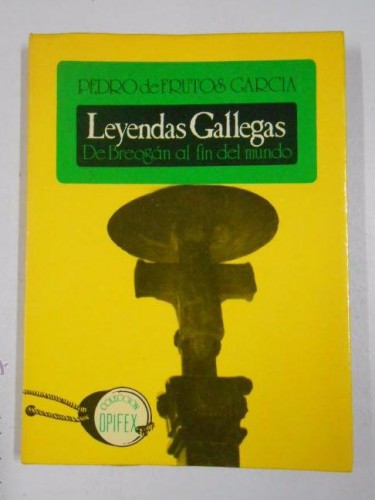 PEDRO de FRUTOS GARCIA
Leyendas Gallegas
De Breogán al fin del mundo
COLECCION
OPIFEX